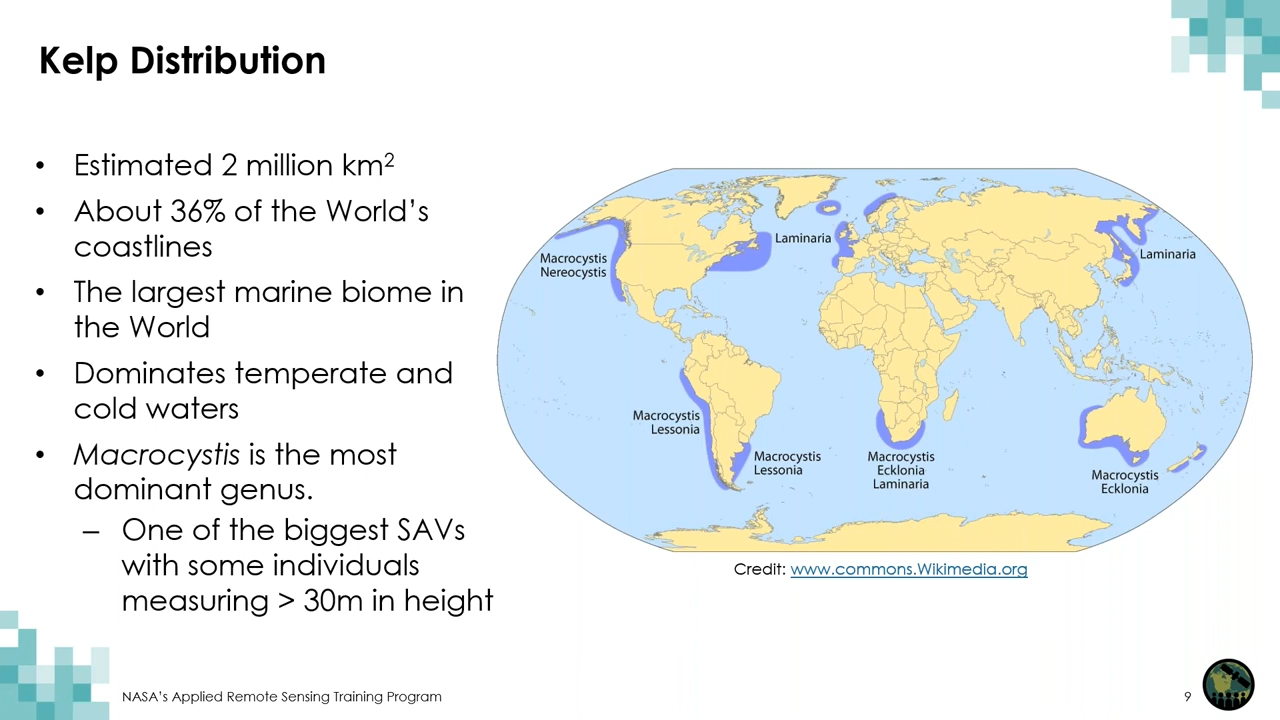 Kelp Distribution
• Estimated 2 million km²
• About 36% of the World’s
coastlines
• The largest marine biome in
the World
• Dominates temperate and
cold waters
• Macrocystis is the most
dominant genus.
– One of the biggest SAVs
with some individuals
measuring > 30m in height
Macrocystis
Nereocystis
Laminaria
Laminaria
Macrocystis
Lessonia
Macrocystis
Lessonia
Macrocystis
Ecklonia
Laminaria
Macrocystis
Ecklonia
Credit: www.commons.Wikimedia.org
NASA’s Applied Remote Sensing Training Program
9